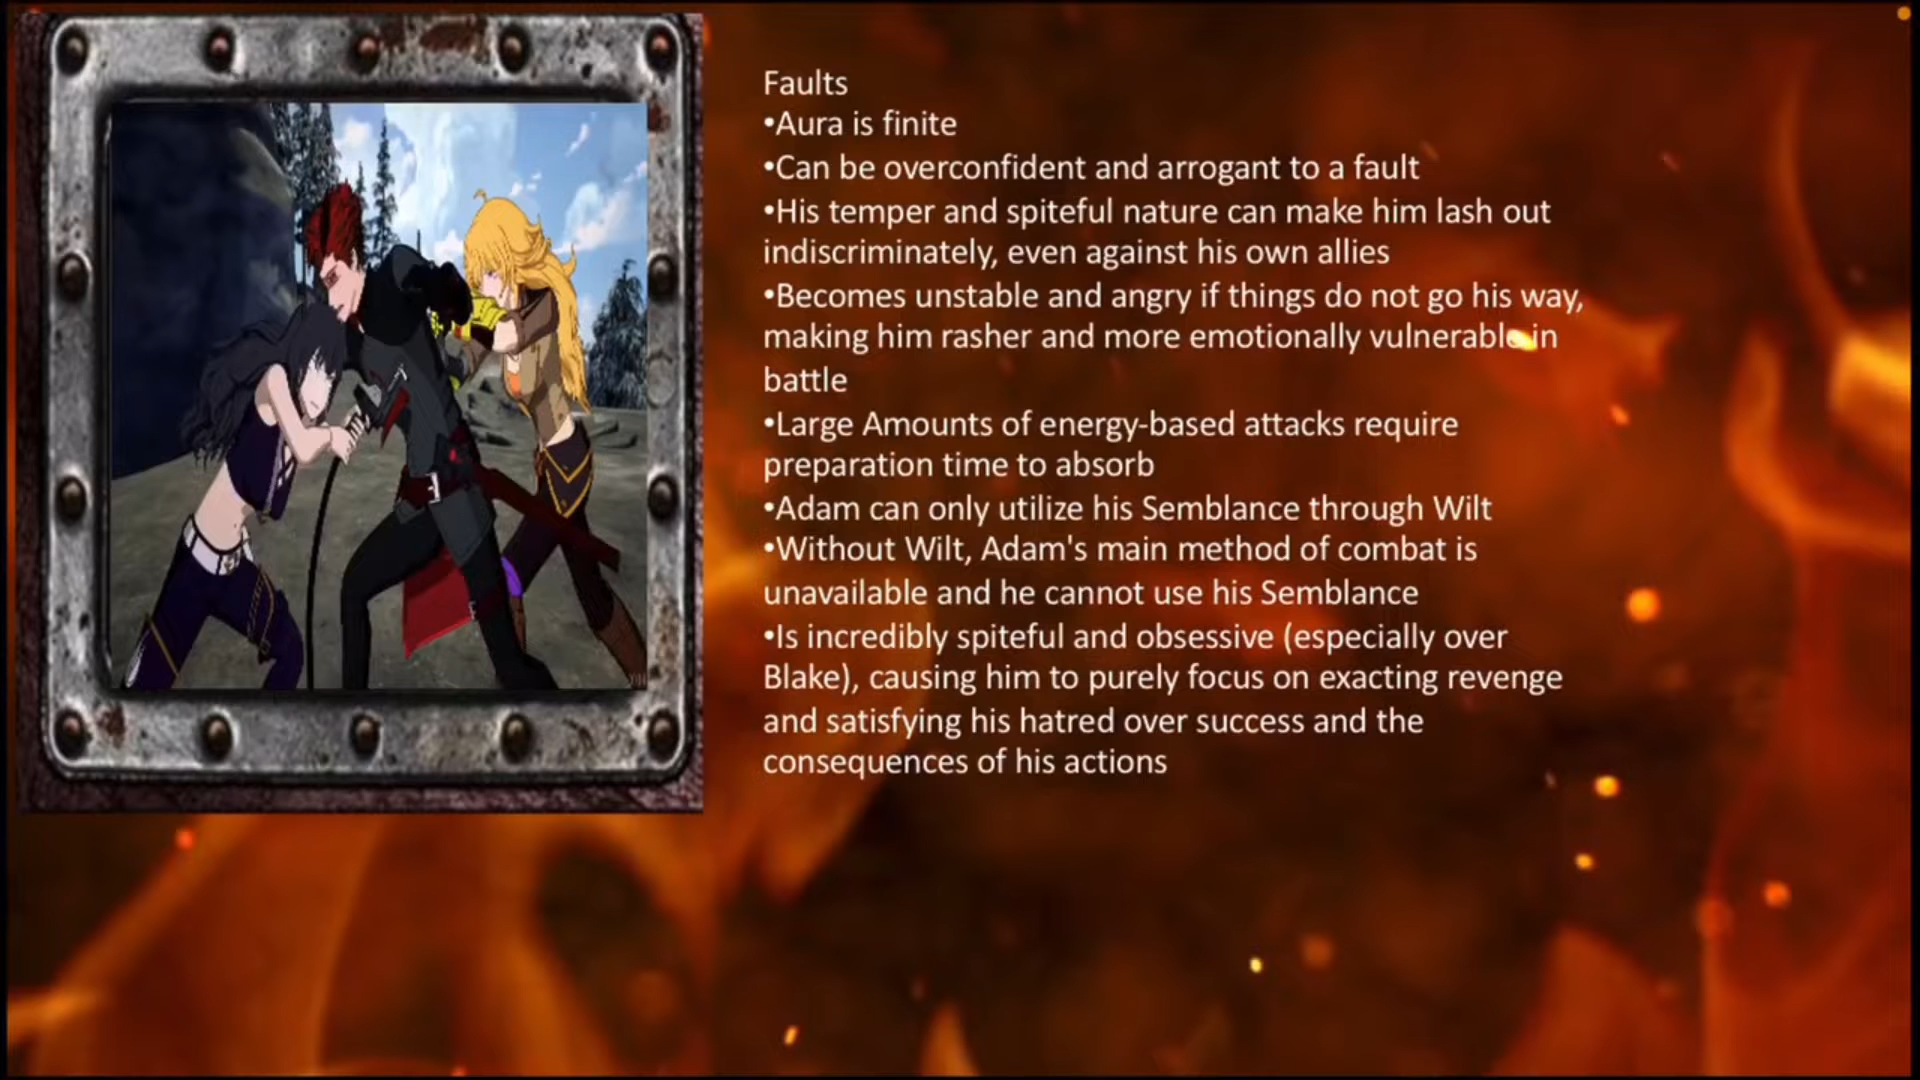 Faults
•Aura is finite
•Can be overconfident and arrogant to a fault
•His temper and spiteful nature can make him lash out
indiscriminately, even against his own allies
•Becomes unstable and angry if things do not go his way,
making him rasher and more emotionally vulnerable in
battle
•Large Amounts of energy-based attacks require
preparation time to absorb
•Adam can only utilize his Semblance through Wilt
•Without Wilt, Adam's main method of combat is
unavailable and he cannot use his Semblance
•Is incredibly spiteful and obsessive (especially over
Blake), causing him to purely focus on exacting revenge
and satisfying his hatred over success and the
consequences of his actions